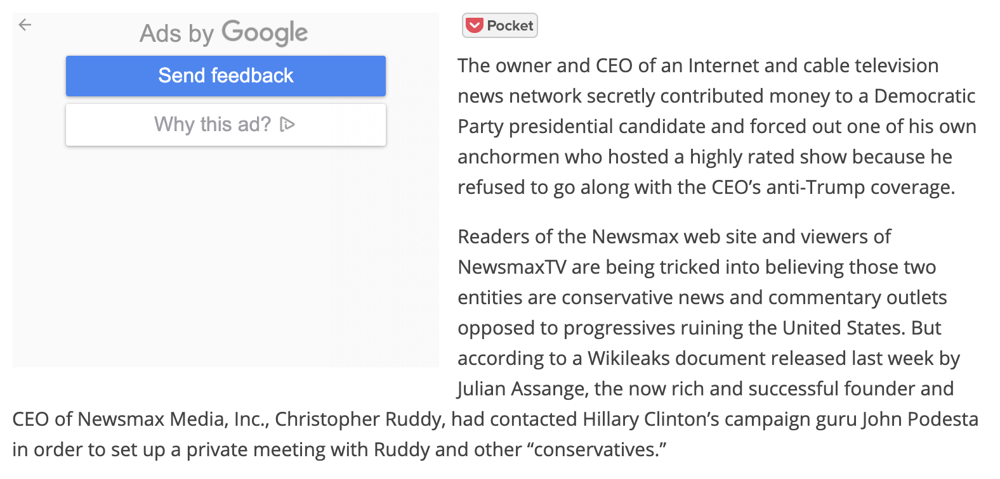 Ads by Google
Send feedback
Why this ad?
Pocket
The owner and CEO of an Internet and cable television
news network secretly contributed money to a Democratic
Party presidential candidate and forced out one of his own
anchormen who hosted a highly rated show because he
refused to go along with the CEO’s anti-Trump coverage.
Readers of the Newsmax web site and viewers of
NewsmaxTV are being tricked into believing those two
entities are conservative news and commentary outlets
opposed to progressives ruining the United States. But
according to a Wikileaks document released last week by
Julian Assange, the now rich and successful founder and
CEO of Newsmax Media, Inc., Christopher Ruddy, had contacted Hillary Clinton’s campaign guru John Podesta
in order to set up a private meeting with Ruddy and other “conservatives.”